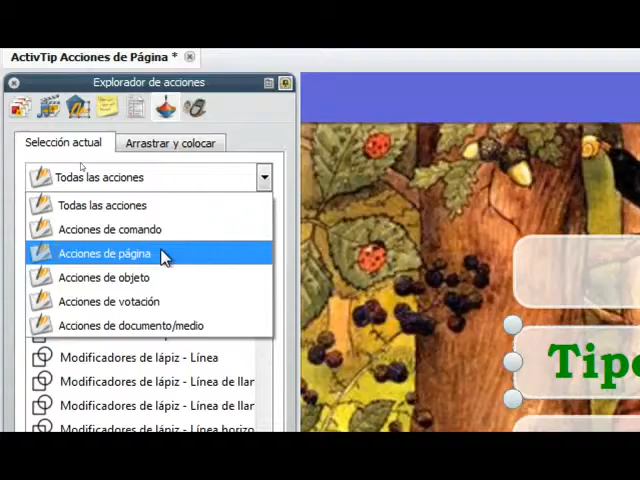 ActivTip Acciones de Página *
Explorador de acciones
Selección actual
Arrastrar y colocar
Todas las acciones
Todas las acciones
Acciones de comando
Acciones de página
Acciones de objeto
Acciones de votación
Acciones de documento/medio
Modificadores de lápiz - Línea
Modificadores de lápiz - Línea de llar
Modificadores de lápiz - Línea de llar
Modificadores de lápiz - Línea horizo
Tipo